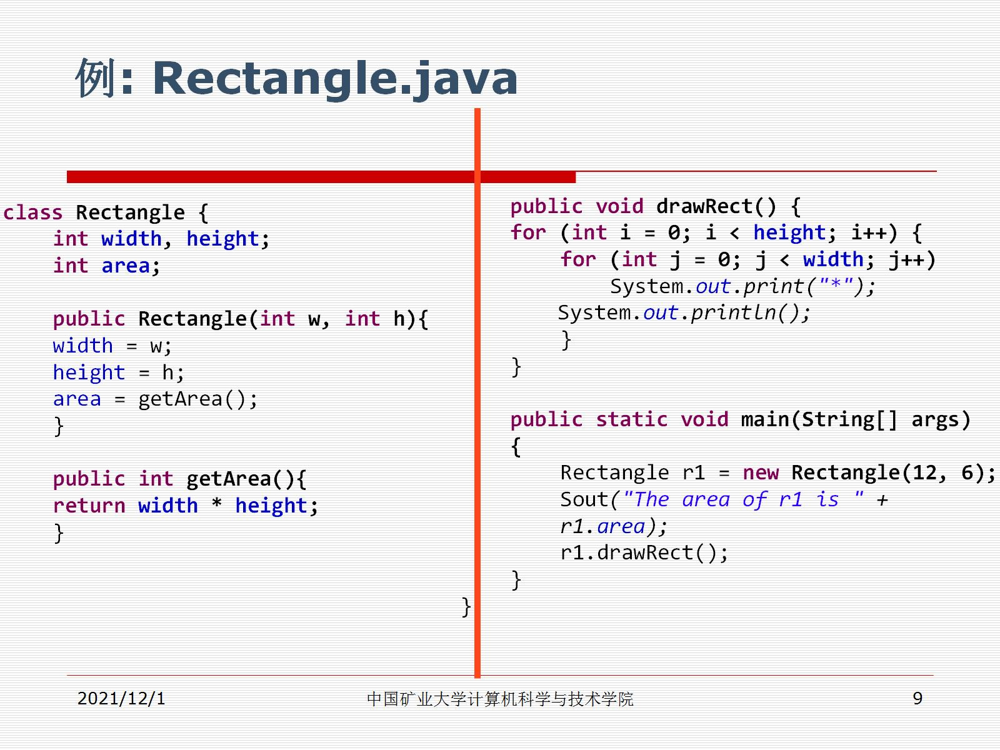 例: Rectangle.java
class Rectangle {
int width, height;
int area;
public Rectangle(int w, int h){
width = w;
height = h;
area = getArea();
}
public int getArea(){
return width * height;
}
public void drawRect() {
for (int i = 0; i < height; i++) {
for (int j = 0; j < width; j++)
System.out.print("*");
System.out.println();
}
}
public static void main(String[] args)
{
Rectangle r1 = new Rectangle(12, 6);
Sout("The area of r1 is " +
r1.area);
r1.drawRect();
}
}
2021/12/1
中国矿业大学计算机科学与技术学院
9